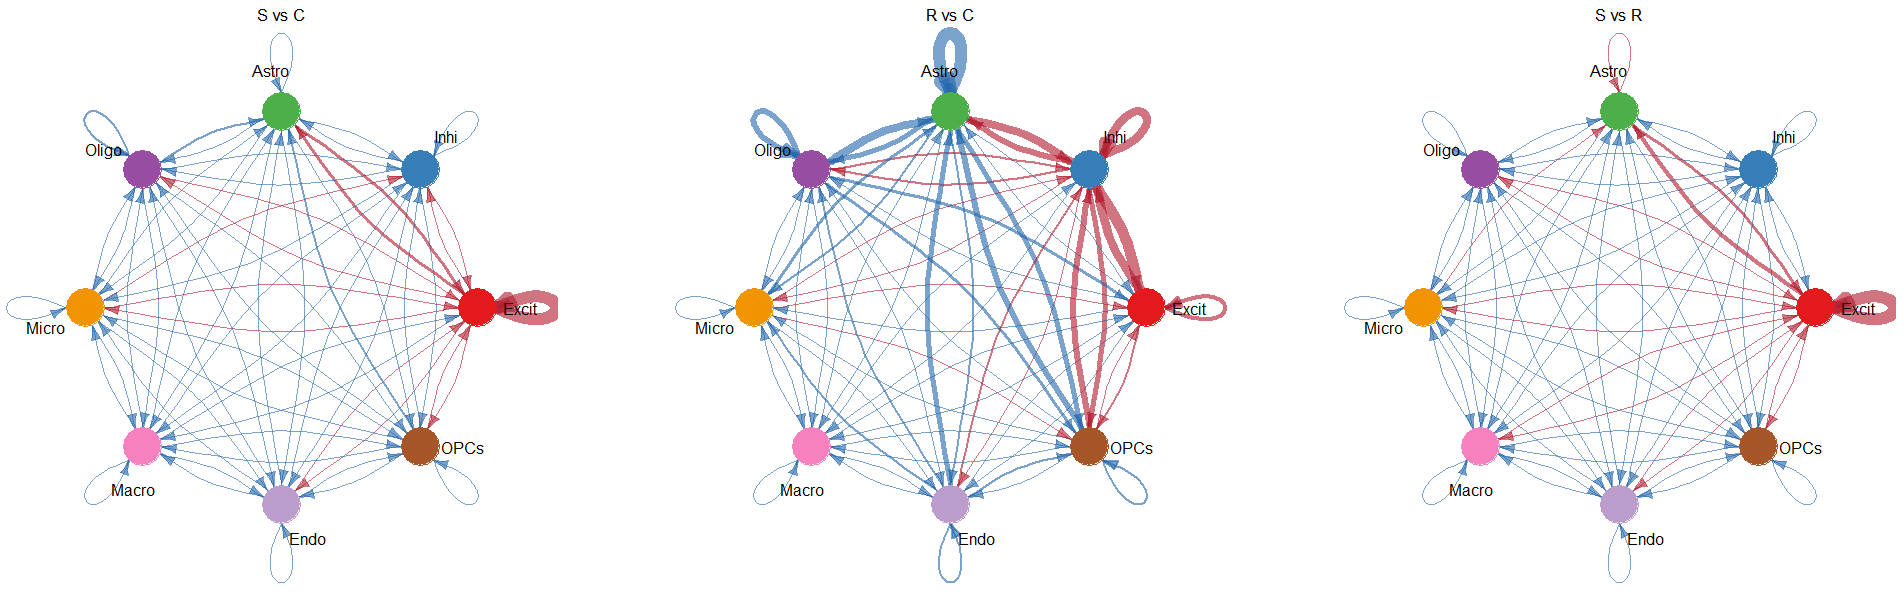 S vs C
Astro
Inhi
Oligo
Excit
Micro
OPCs
Macro
Endo
R vs C
Astro
Inhi
Oligo
Excit
Micro
OPCs
Macro
Endo
S vs R
Astro
Inhi
Oligo
Excit
Micro
OPCs
Macro
Endo